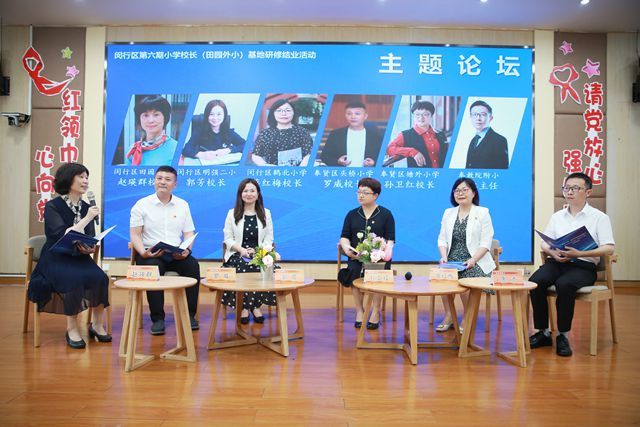 闵行区第六期小学校长(田园外小)基地研修结业活动
主题论坛
闵行区田园
赵瑛群校
闵行区明强二小
郭芳校长
闵行区鹤北小学
红梅校长
奉贤区头桥小学
罗威校
奉贤区塘外小学
孙卫红校长
奉教院附小
主任
红领巾
心向党
请党放心
强